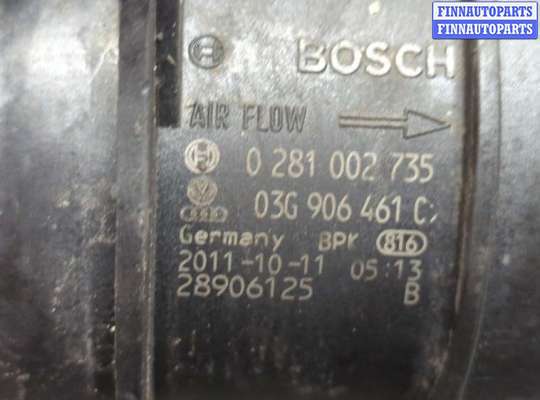 FINNAUTOPARTS
FINNAUTOPARTS
BOSCH
AIR FLOW
0 281 002 735
03G 906 461 C
Germany BPK 816
2011-10-11 05:13
28906125 B